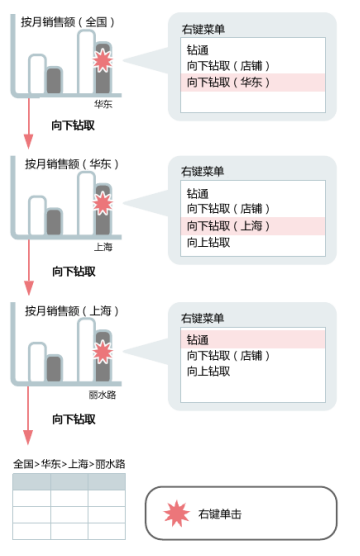 按月销售额（全国）
右键菜单
钻通
向下钻取（店铺）
向下钻取（华东）
华东
向下钻取
按月销售额（华东）
右键菜单
钻通
向下钻取（店铺）
向下钻取（上海）
向上钻取
上海
向下钻取
按月销售额（上海）
右键菜单
钻通
向下钻取（店铺）
向上钻取
丽水路
向下钻取
全国>华东>上海>丽水路
右键单击